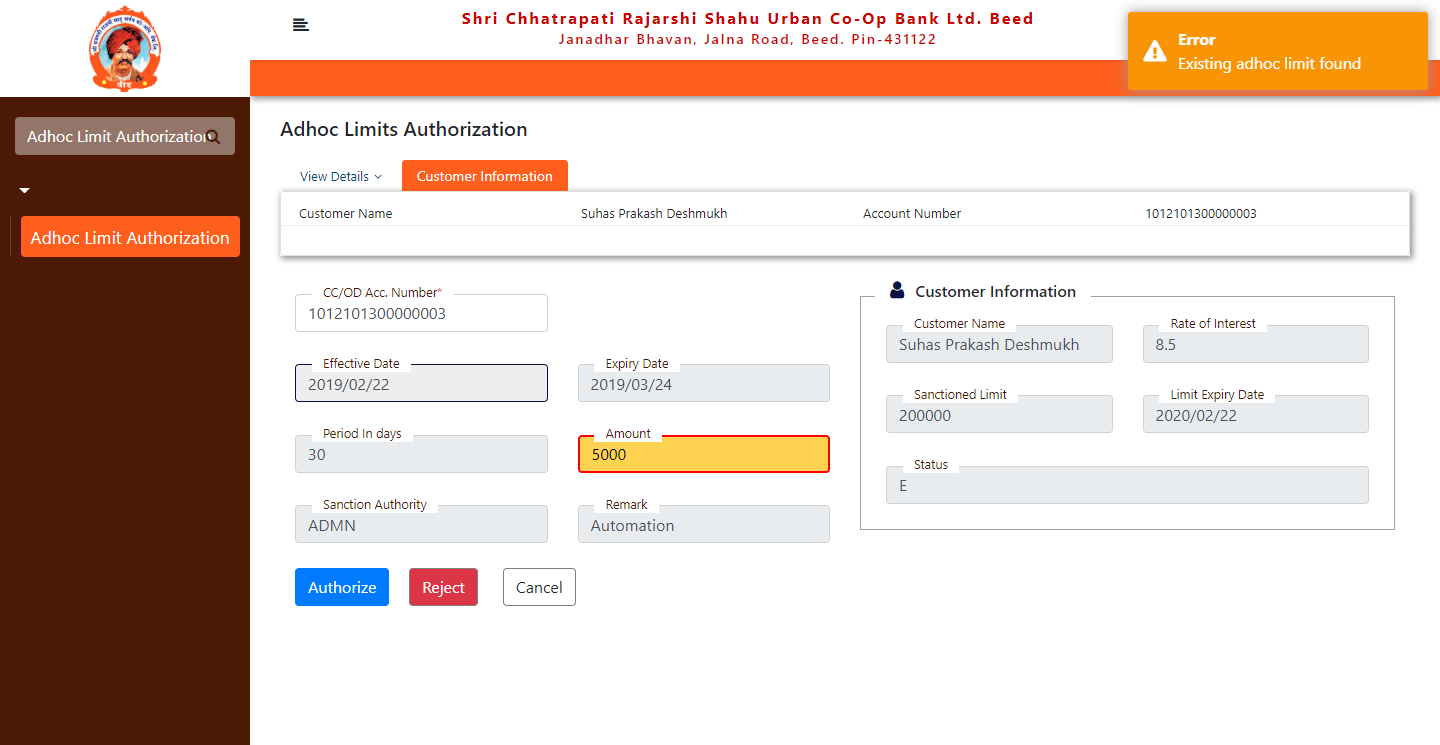 Shri Chhatrapati Rajarshi Shahu Urban Co-Op Bank Ltd. Beed
Janadhar Bhavan, Jalna Road, Beed. Pin-431122
Error
Existing adhoc limit found
बीड
Adhoc Limit Authorization
Adhoc Limit Authorization
Adhoc Limits Authorization
View Details
Customer Information
Customer Name Suhas Prakash Deshmukh Account Number 1012101300000003
CC/OD Acc. Number*
1012101300000003
Effective Date
2019/02/22
Expiry Date
2019/03/24
Period In days
30
Amount
5000
Sanction Authority
ADMN
Remark
Automation
Authorize
Reject
Cancel
Customer Information
Customer Name
Suhas Prakash Deshmukh
Rate of Interest
8.5
Sanctioned Limit
200000
Limit Expiry Date
2020/02/22
Status
E